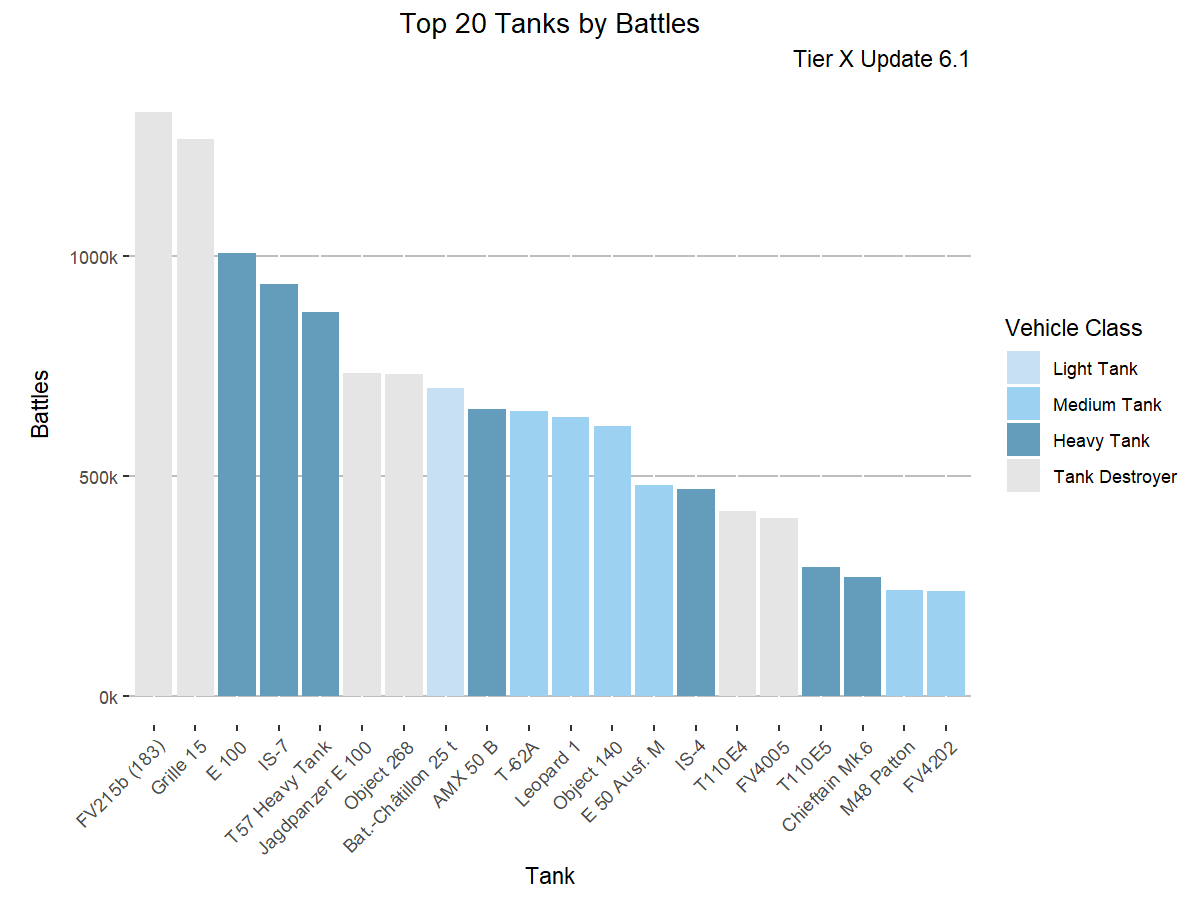 Top 20 Tanks by Battles
Tier X Update 6.1
Battles
1000k
500k
0k
FV215b (183)
Grille 15
E 100
IS-7
T57 Heavy Tank
Jagdpanzer E 100
Object 268
Bat.-Châtillon 25 t
AMX 50 B
T-62A
Leopard 1
Object 140
E 50 Ausf. M
IS-4
T110E4
FV4005
T110E5
Chieftain Mk.6
M48 Patton
FV4202
Tank
Vehicle Class
Light Tank
Medium Tank
Heavy Tank
Tank Destroyer